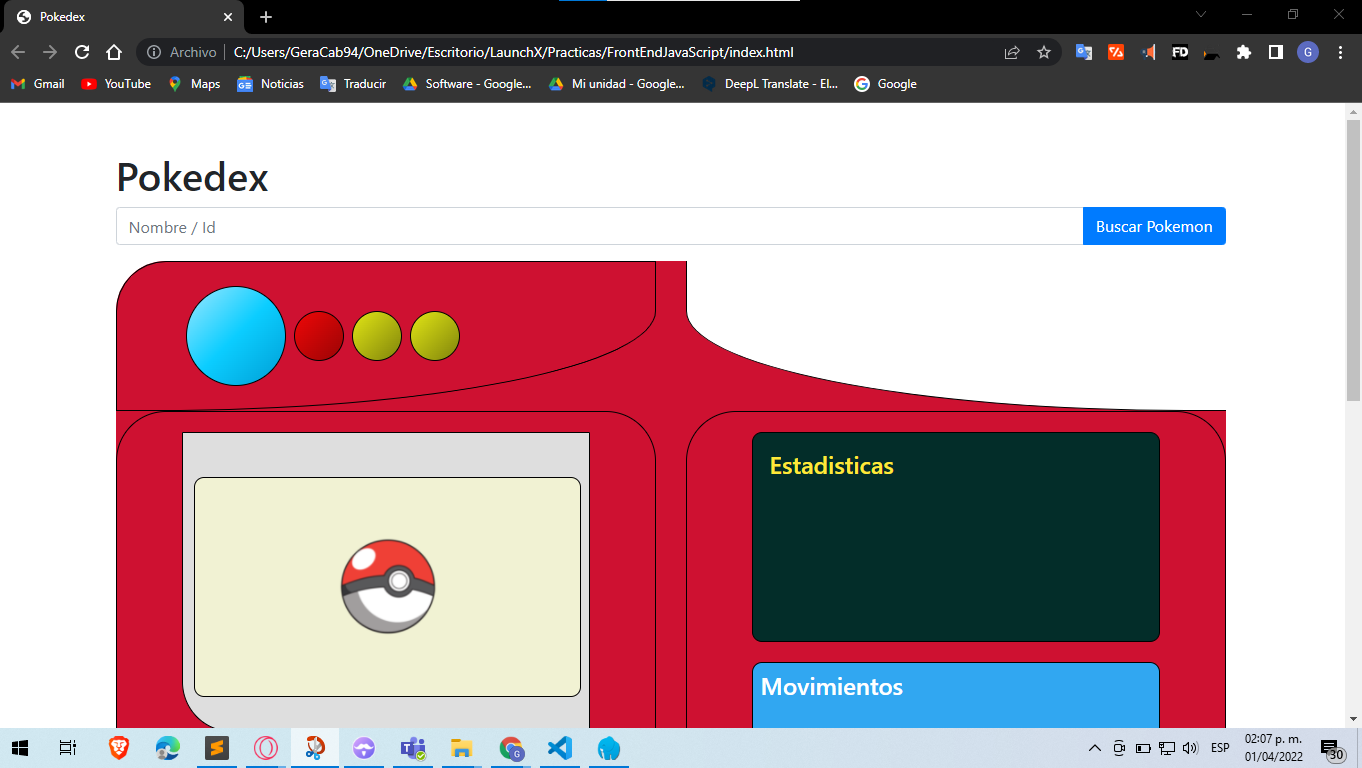 Pokedex
Archivo C:/Users/GeraCab94/OneDrive/Escritorio/LaunchX/Practicas/FrontEndJavaScript/index.html FD G
Gmail YouTube Maps Noticias Traducir Software - Google... Mi unidad - Google... DeepL Translate - El... Google
Pokedex
Nombre / Id Buscar Pokemon
Estadisticas
Movimientos
ESP 02:07 p. m.
01/04/2022 30